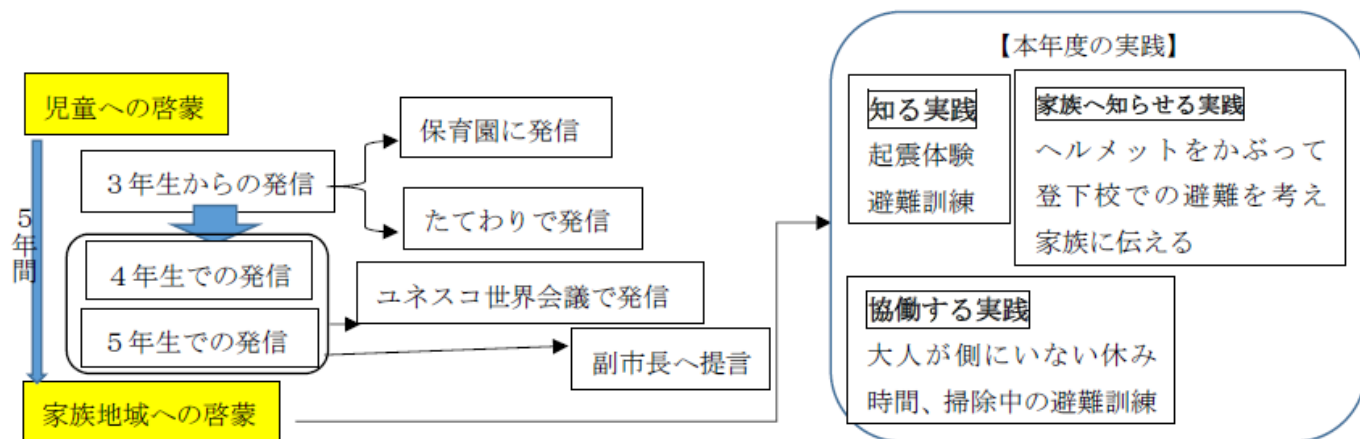 児童への啓蒙
5年間
3年生からの発信
保育園に発信
たてわりで発信
4年生での発信
5年生での発信
ユネスコ世界会議で発信
副市長へ提言
家族地域への啓蒙
【本年度の実践】
知る実践
起震体験
避難訓練
家族へ知らせる実践
ヘルメットをかぶって
登下校での避難を考え
家族に伝える
協働する実践
大人が側にいない休み
時間、掃除中の避難訓練